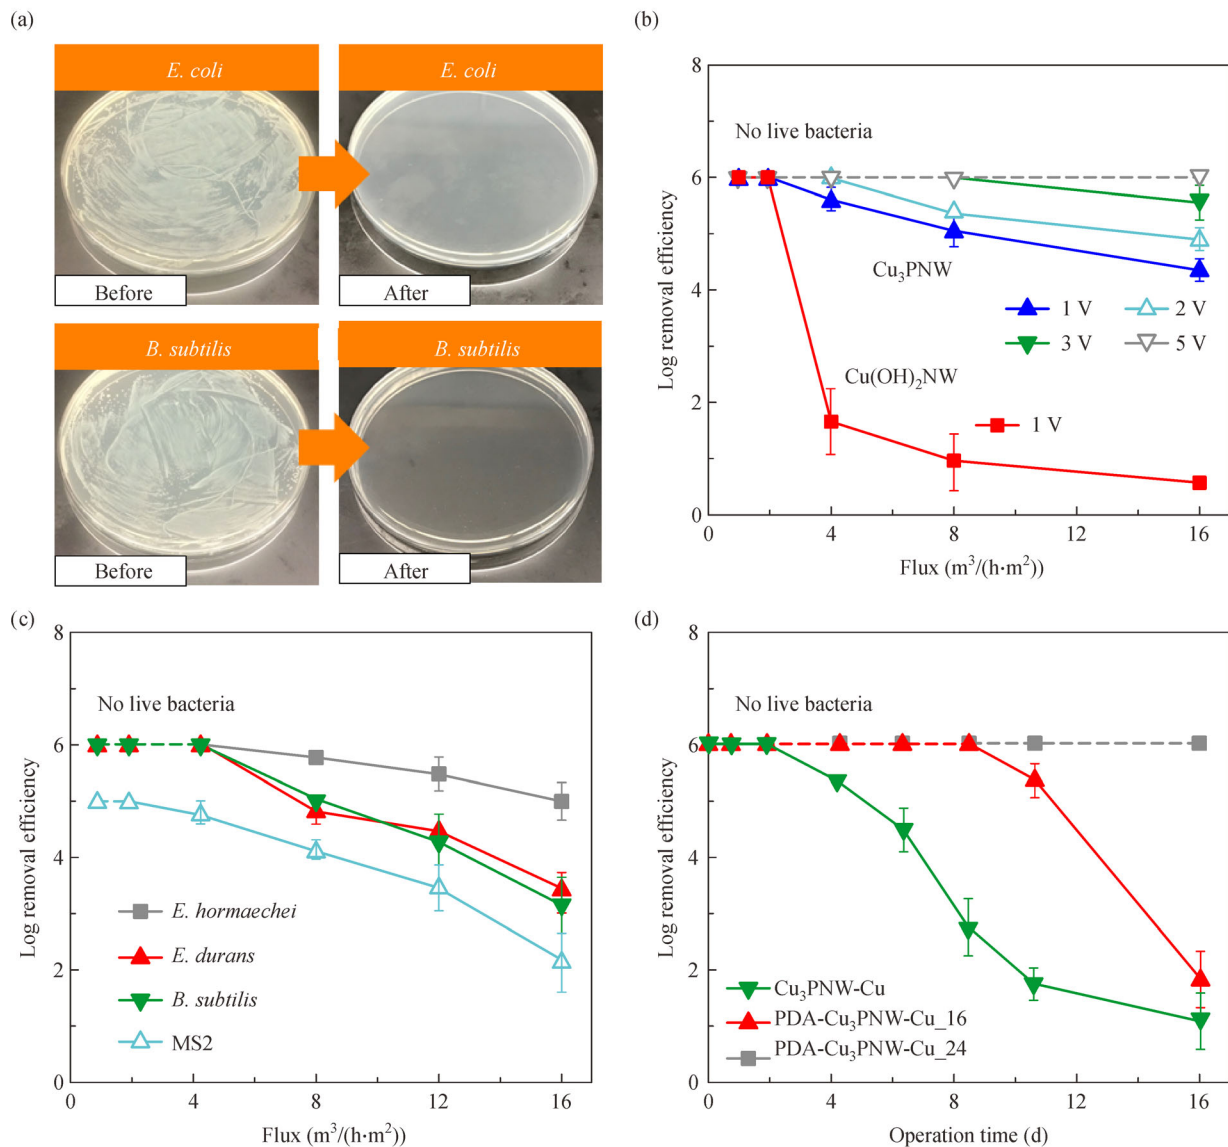 (a)
E. coli
E. coli
Before
After
B. subtilis
B. subtilis
Before
After
(b)
8
6
4
2
0
Log removal efficiency
No live bacteria
Cu₃PNW
1 V
2 V
3 V
5 V
Cu(OH)₂NW
1 V
0 4 8 12 16
Flux (m³/(h·m²))
(c)
8
6
4
2
0
Log removal efficiency
No live bacteria
E. hormaechei
E. durans
B. subtilis
MS2
0 4 8 12 16
Flux (m³/(h·m²))
(d)
8
6
4
2
0
Log removal efficiency
No live bacteria
Cu₃PNW-Cu
PDA-Cu₃PNW-Cu_16
PDA-Cu₃PNW-Cu_24
0 4 8 12 16
Operation time (d)